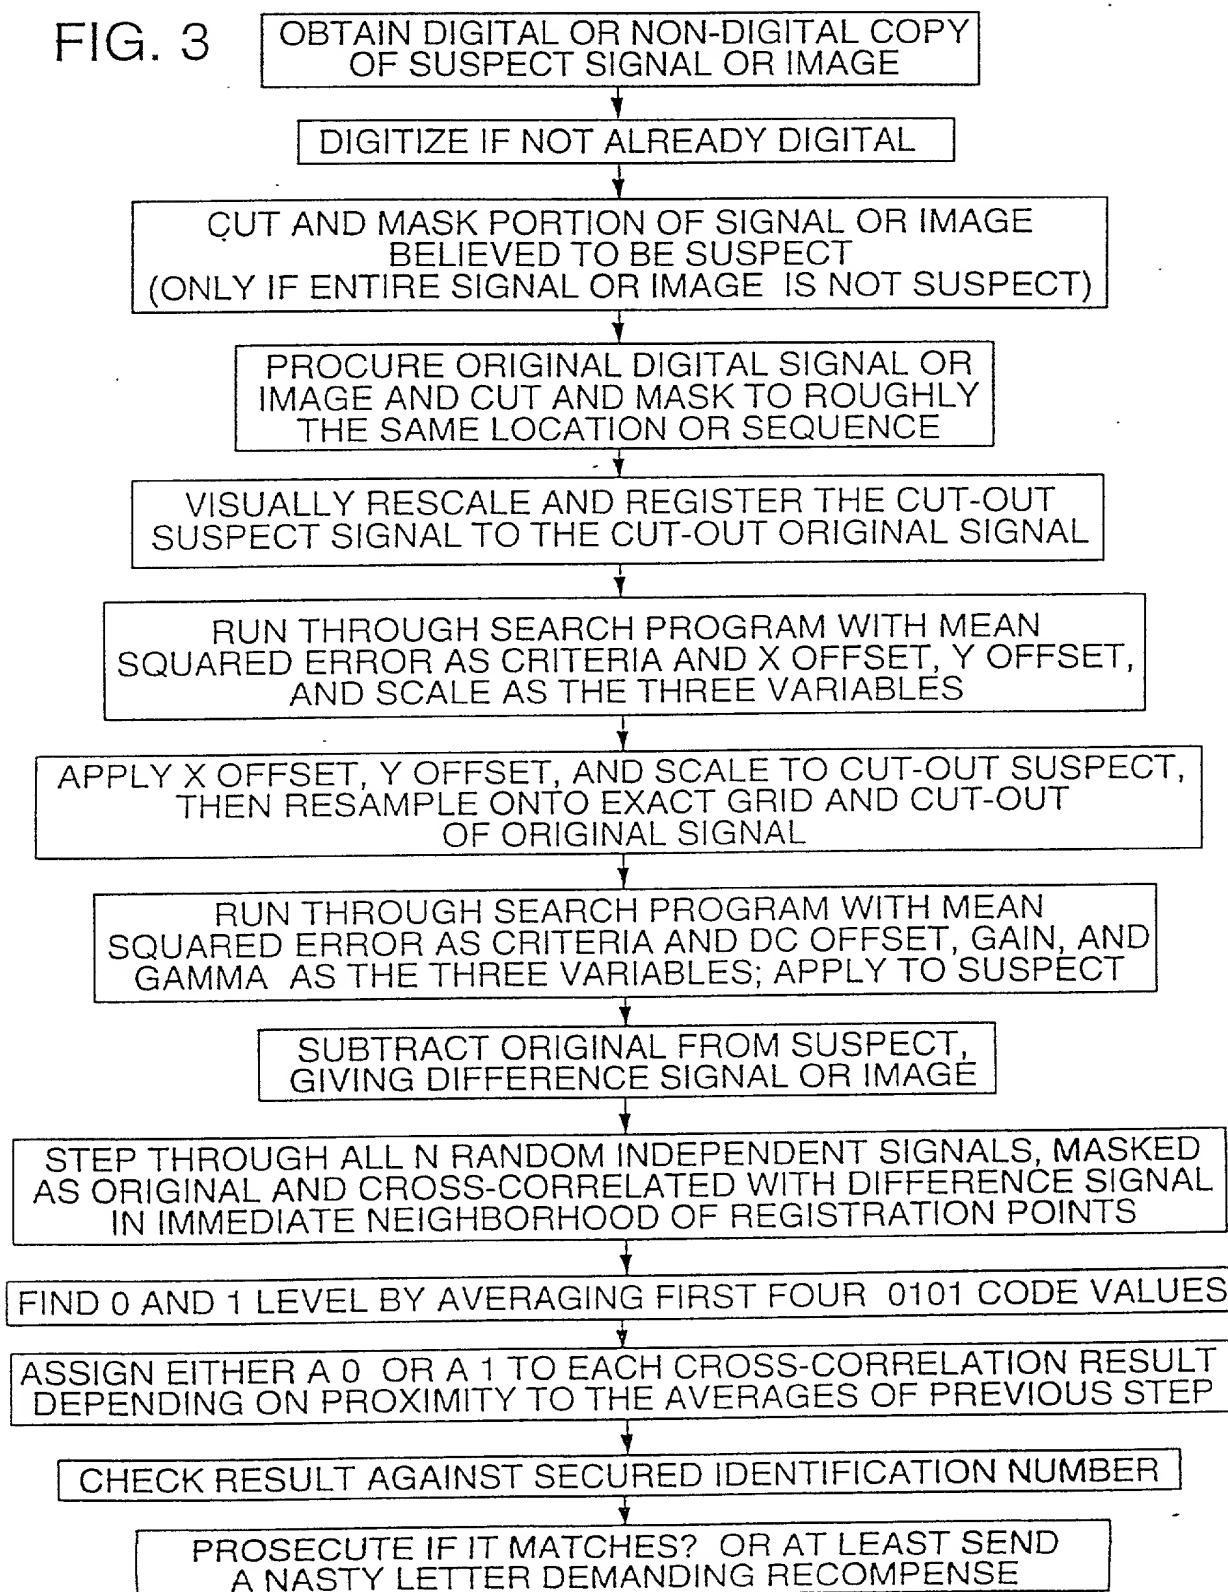 FIG. 3
OBTAIN DIGITAL OR NON-DIGITAL COPY
OF SUSPECT SIGNAL OR IMAGE
DIGITIZE IF NOT ALREADY DIGITAL
CUT AND MASK PORTION OF SIGNAL OR IMAGE
BELIEVED TO BE SUSPECT
(ONLY IF ENTIRE SIGNAL OR IMAGE IS NOT SUSPECT)
PROCURE ORIGINAL DIGITAL SIGNAL OR
IMAGE AND CUT AND MASK TO ROUGHLY
THE SAME LOCATION OR SEQUENCE
VISUALLY RESCALE AND REGISTER THE CUT-OUT
SUSPECT SIGNAL TO THE CUT-OUT ORIGINAL SIGNAL
RUN THROUGH SEARCH PROGRAM WITH MEAN
SQUARED ERROR AS CRITERIA AND X OFFSET, Y OFFSET,
AND SCALE AS THE THREE VARIABLES
APPLY X OFFSET, Y OFFSET, AND SCALE TO CUT-OUT SUSPECT,
THEN RESAMPLE ONTO EXACT GRID AND CUT-OUT
OF ORIGINAL SIGNAL
RUN THROUGH SEARCH PROGRAM WITH MEAN
SQUARED ERROR AS CRITERIA AND DC OFFSET, GAIN, AND
GAMMA AS THE THREE VARIABLES; APPLY TO SUSPECT
SUBTRACT ORIGINAL FROM SUSPECT,
GIVING DIFFERENCE SIGNAL OR IMAGE
STEP THROUGH ALL N RANDOM INDEPENDENT SIGNALS, MASKED
AS ORIGINAL AND CROSS-CORRELATED WITH DIFFERENCE SIGNAL
IN IMMEDIATE NEIGHBORHOOD OF REGISTRATION POINTS
FIND 0 AND 1 LEVEL BY AVERAGING FIRST FOUR 0101 CODE VALUES
ASSIGN EITHER A 0 OR A 1 TO EACH CROSS-CORRELATION RESULT
DEPENDING ON PROXIMITY TO THE AVERAGES OF PREVIOUS STEP
CHECK RESULT AGAINST SECURED IDENTIFICATION NUMBER
PROSECUTE IF IT MATCHES? OR AT LEAST SEND
A NASTY LETTER DEMANDING RECOMPENSE